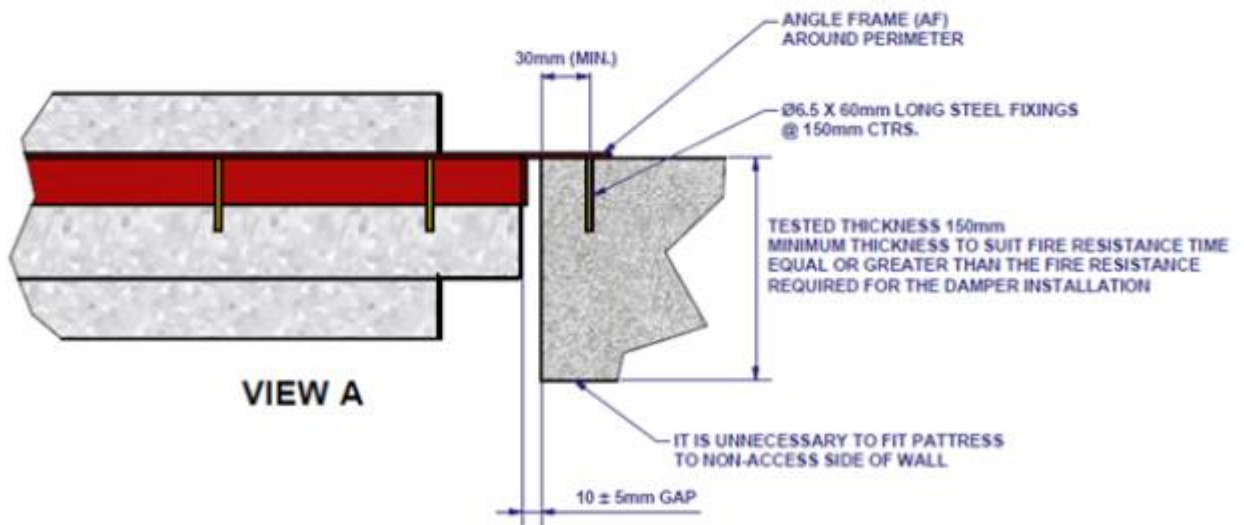 ANGLE FRAME (AF)
AROUND PERIMETER
30mm (MIN.)
Ø6.5 X 60mm LONG STEEL FIXINGS
@ 150mm CTRS.
TESTED THICKNESS 150mm
MINIMUM THICKNESS TO SUIT FIRE RESISTANCE TIME
EQUAL OR GREATER THAN THE FIRE RESISTANCE
REQUIRED FOR THE DAMPER INSTALLATION
VIEW A
IT IS UNNECESSARY TO FIT PATTRESS
TO NON-ACCESS SIDE OF WALL
10 ± 5mm GAP